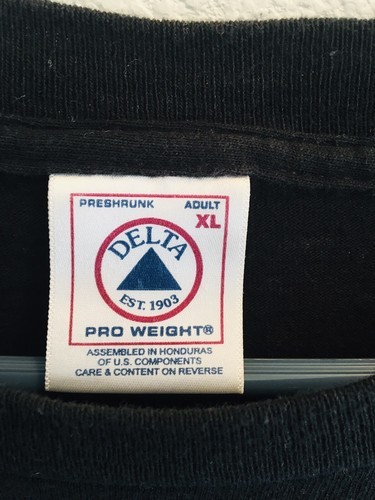 PRESHRUNK ADULT
XL
DELTA
EST. 1903
PRO WEIGHT®
ASSEMBLED IN HONDURAS
OF U.S. COMPONENTS
CARE & CONTENT ON REVERSE